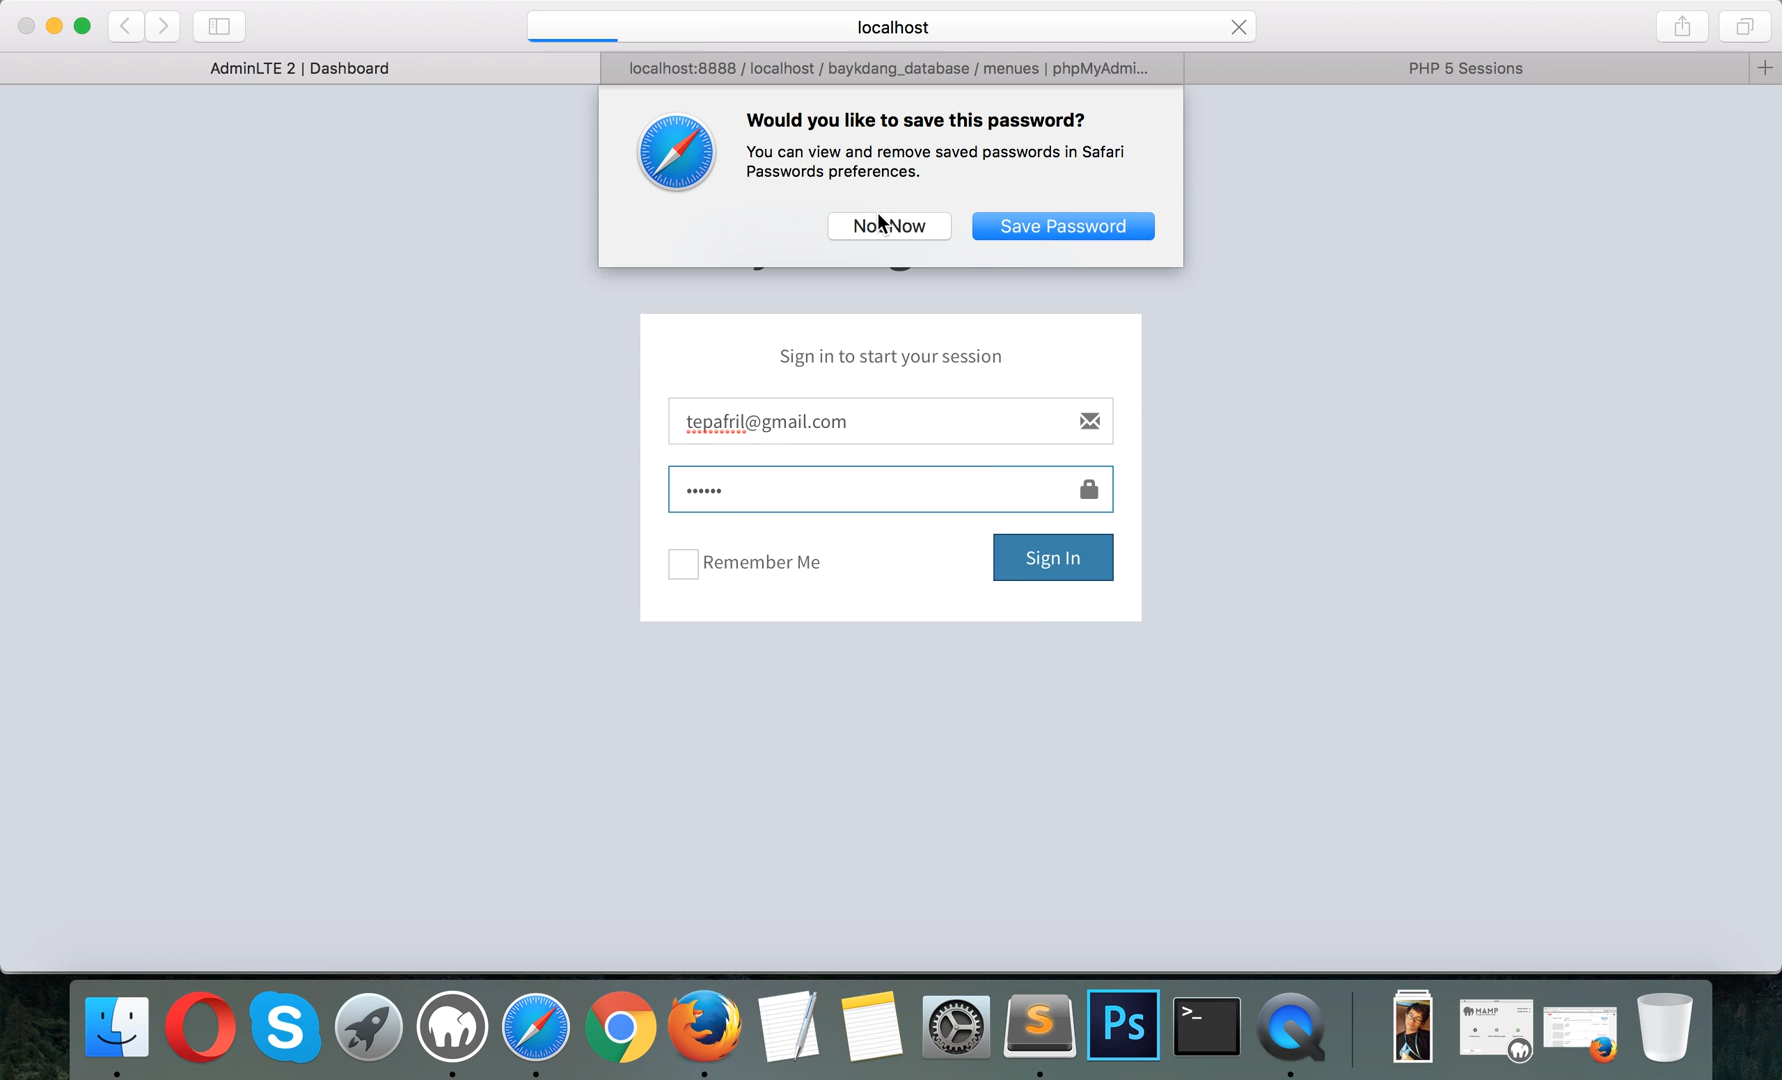 localhost
AdminLTE 2 | Dashboard
localhost:8888 / localhost / baykdang_database / menues | phpMyAdmi...
PHP 5 Sessions
Would you like to save this password?
You can view and remove saved passwords in Safari
Passwords preferences.
Not Now
Save Password
Sign in to start your session
tepafril@gmail.com
••••••
Remember Me
Sign In
S
S
Ps
>_
MAMP